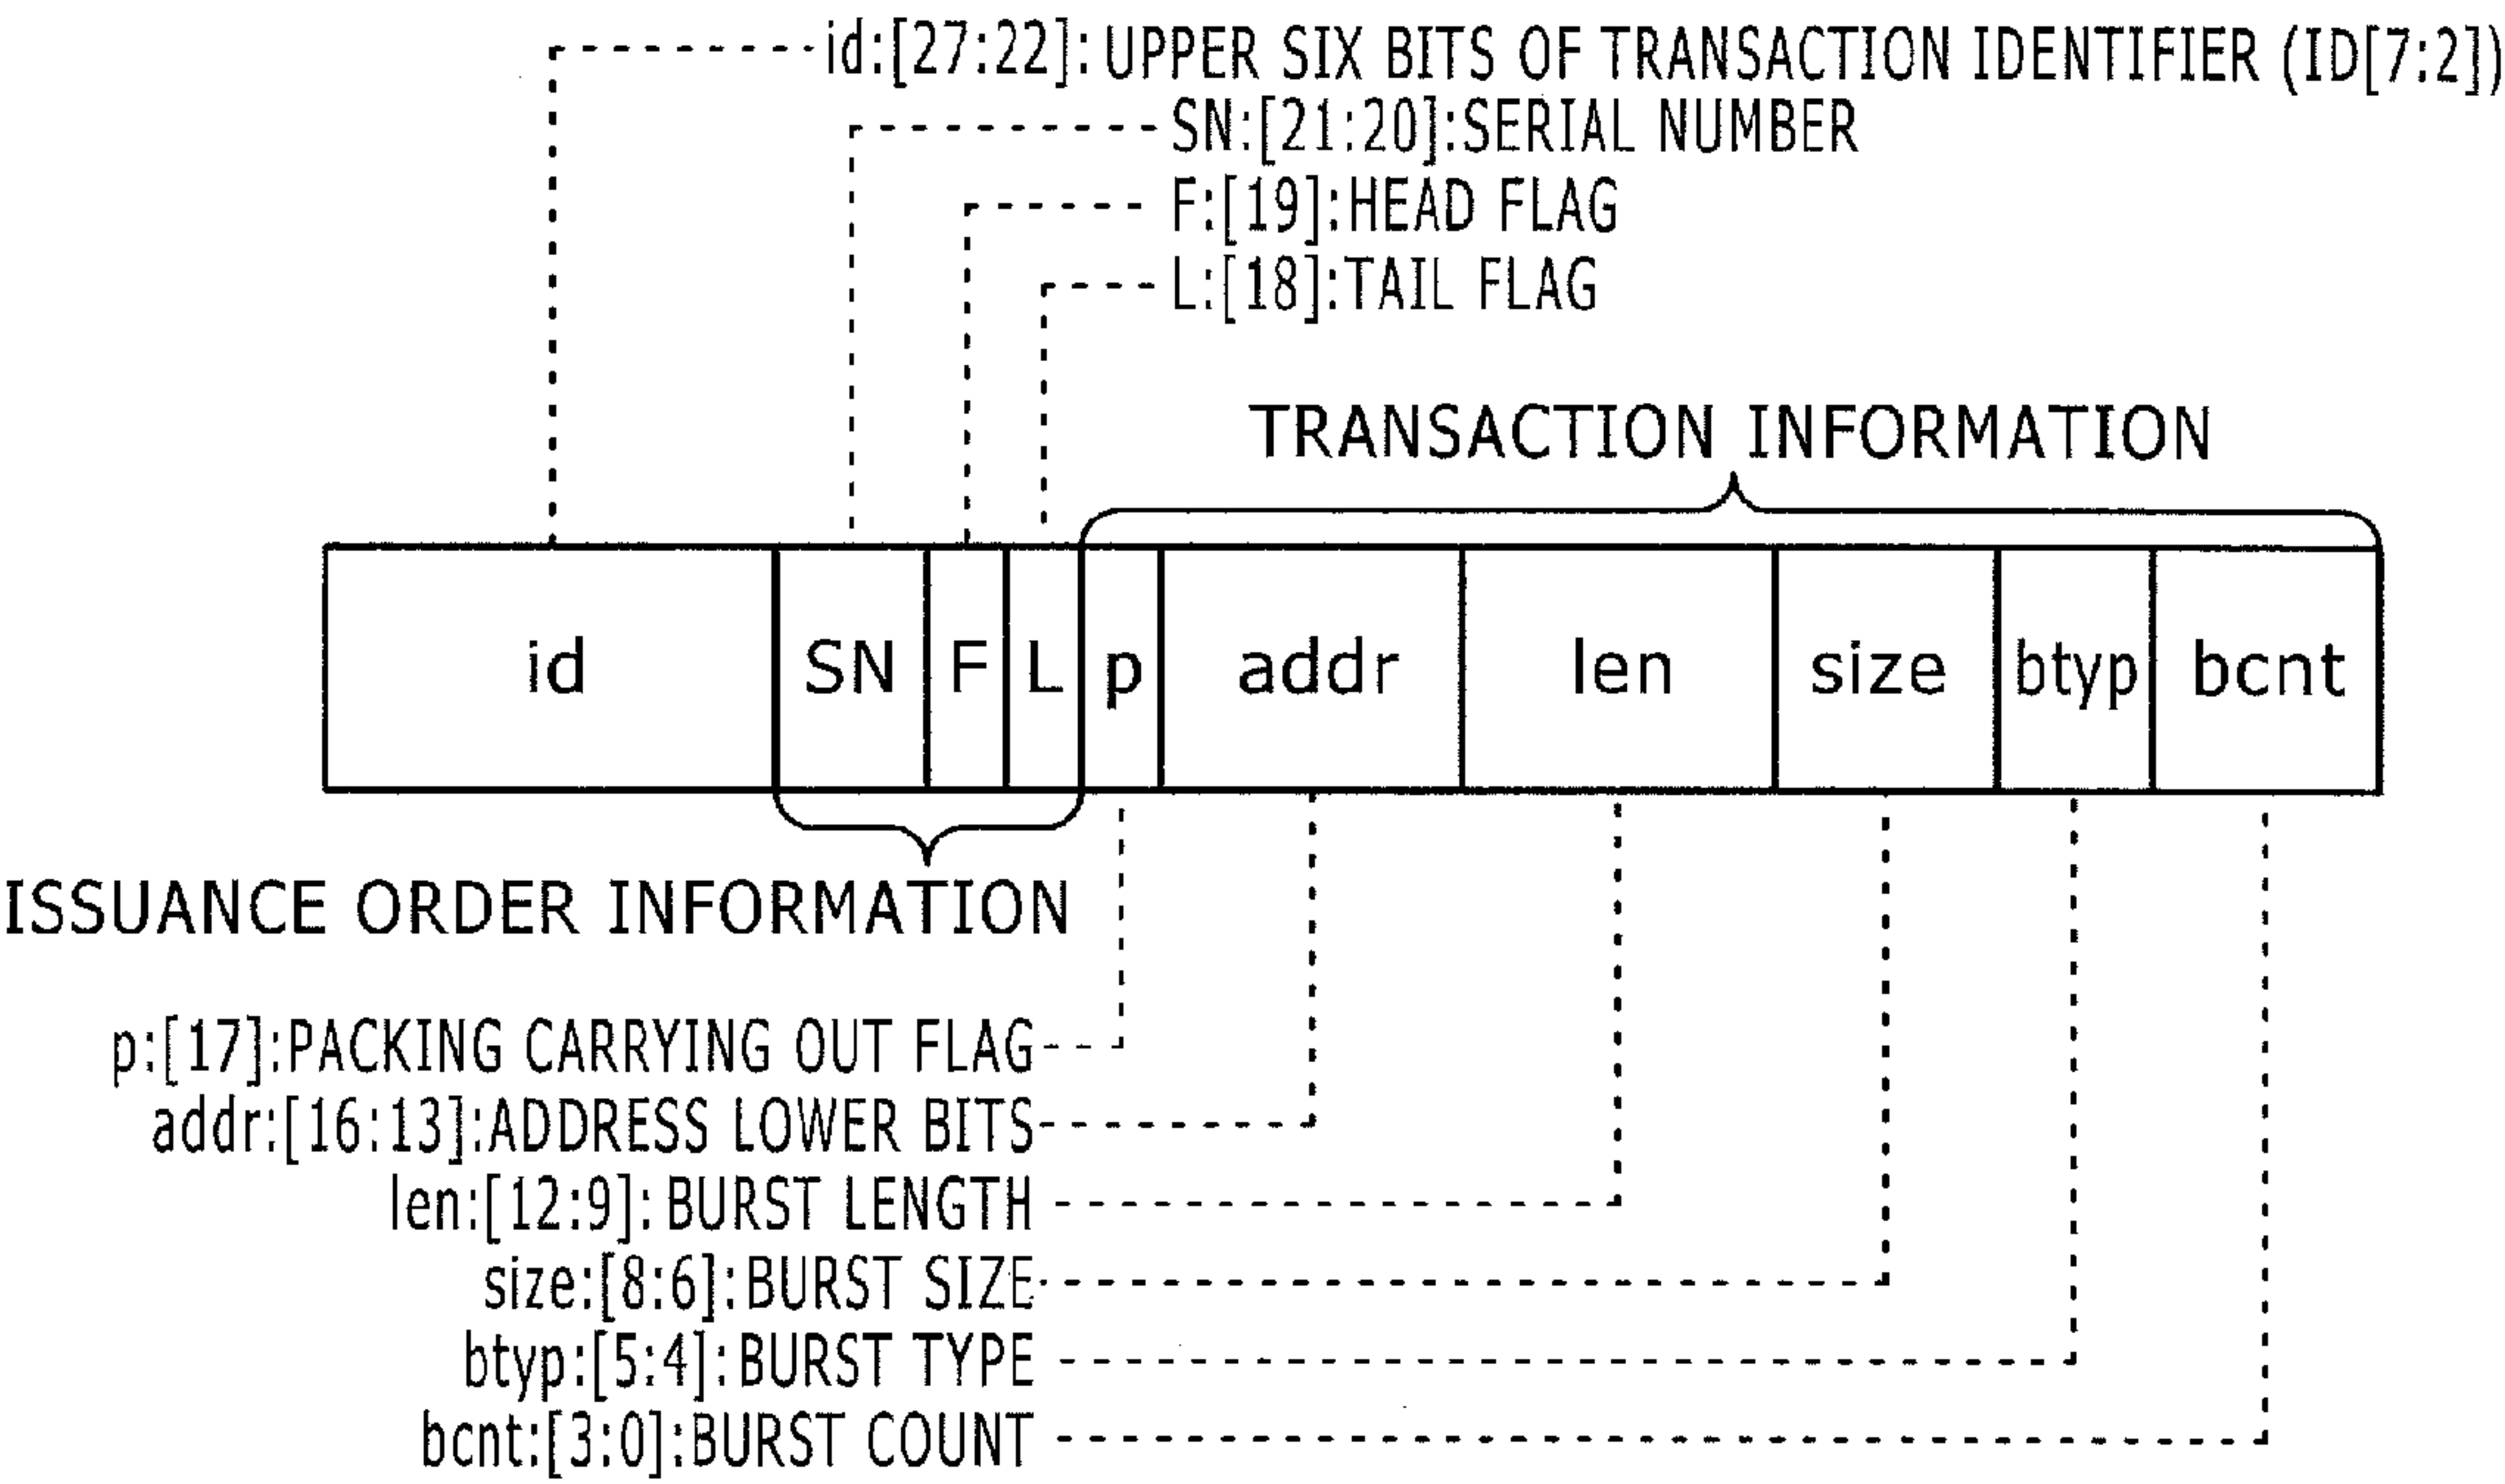 id:[27:22]: UPPER SIX BITS OF TRANSACTION IDENTIFIER (ID[7:2])
SN:[21:20]:SERIAL NUMBER
F:[19]:HEAD FLAG
L:[18]:TAIL FLAG
TRANSACTION INFORMATION
id SN F L p addr len size btyp bcnt
ISSUANCE ORDER INFORMATION
p:[17]:PACKING CARRYING OUT FLAG
addr:[16:13]:ADDRESS LOWER BITS
len:[12:9]: BURST LENGTH
size:[8:6]:BURST SIZE
btyp:[5:4]:BURST TYPE
bcnt:[3:0]:BURST COUNT